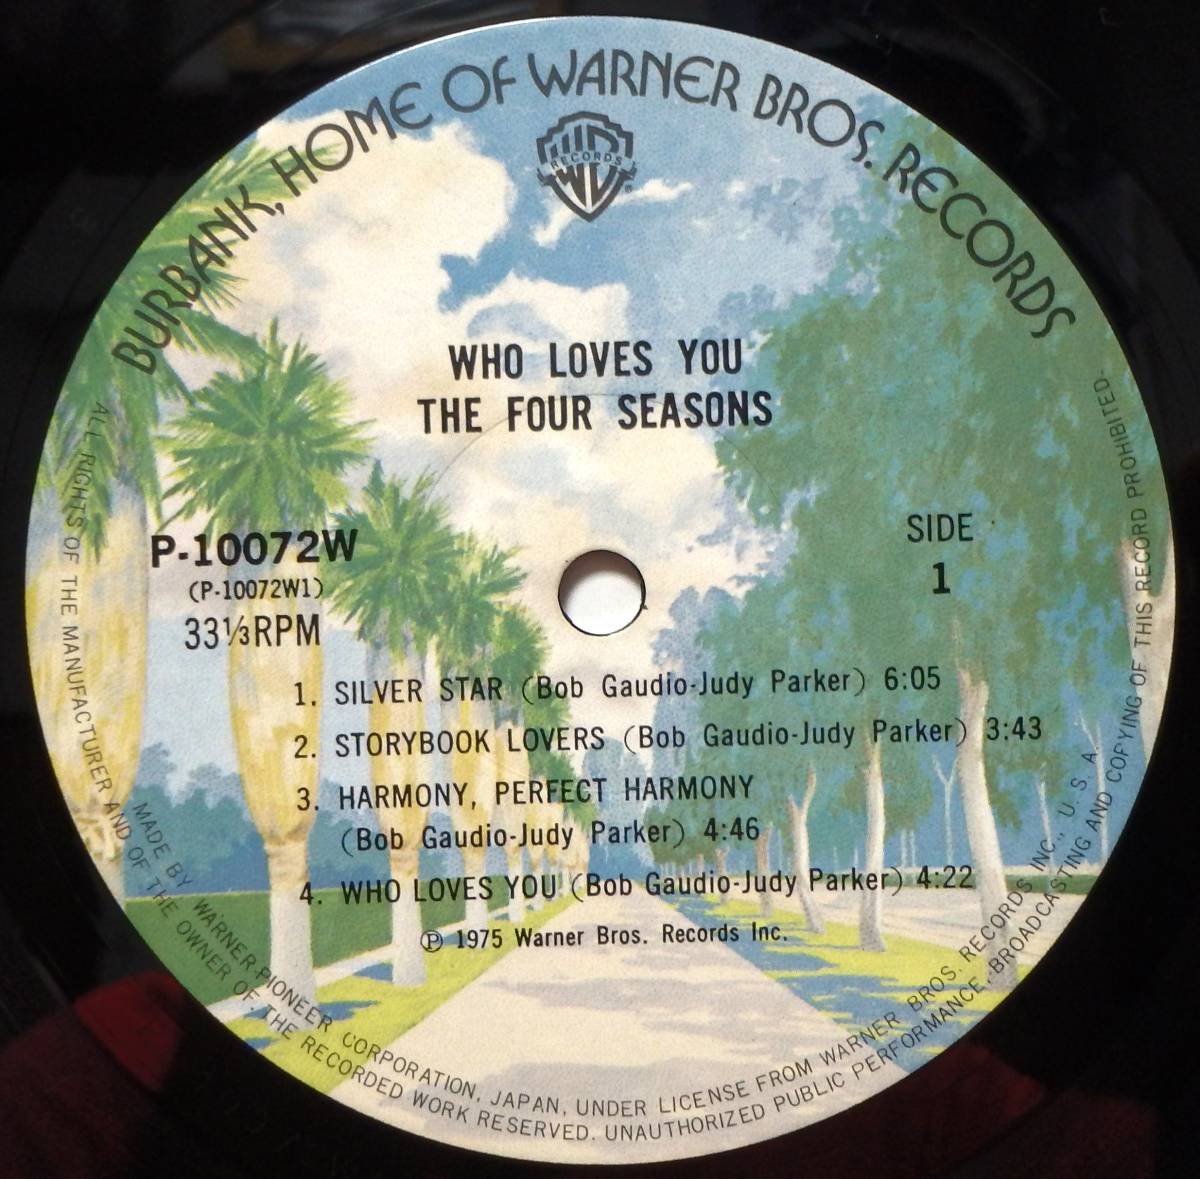 BURBANK, HOME OF WARNER BROS. RECORDS
RECORDS
®
WHO LOVES YOU
THE FOUR SEASONS
P-10072W
(P-10072W1)
33⅓RPM
SIDE
1
1. SILVER STAR (Bob Gaudio-Judy Parker) 6:05
2. STORYBOOK LOVERS (Bob Gaudio-Judy Parker) 3:43
3. HARMONY, PERFECT HARMONY
(Bob Gaudio-Judy Parker) 4:46
4. WHO LOVES YOU (Bob Gaudio-Judy Parker) 4:22
Ⓟ 1975 Warner Bros. Records Inc.
MADE BY WARNER-PIONEER CORPORATION, JAPAN, UNDER LICENSE FROM WARNER BROS. RECORDS INC., U. S. A.
ALL RIGHTS OF THE MANUFACTURER AND OF THE OWNER OF THE RECORDED WORK RESERVED. UNAUTHORIZED PUBLIC PERFORMANCE, BROADCASTING AND COPYING OF THIS RECORD PROHIBITED.